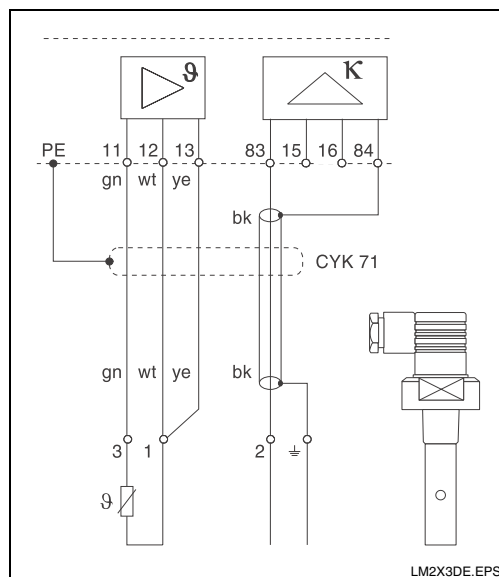 ϑ κ
PE 11 12 13 83 15 16 84
gn wt ye
bk
CYK 71
gn wt ye bk
3 1 2
ϑ
LM2X3DE.EPS